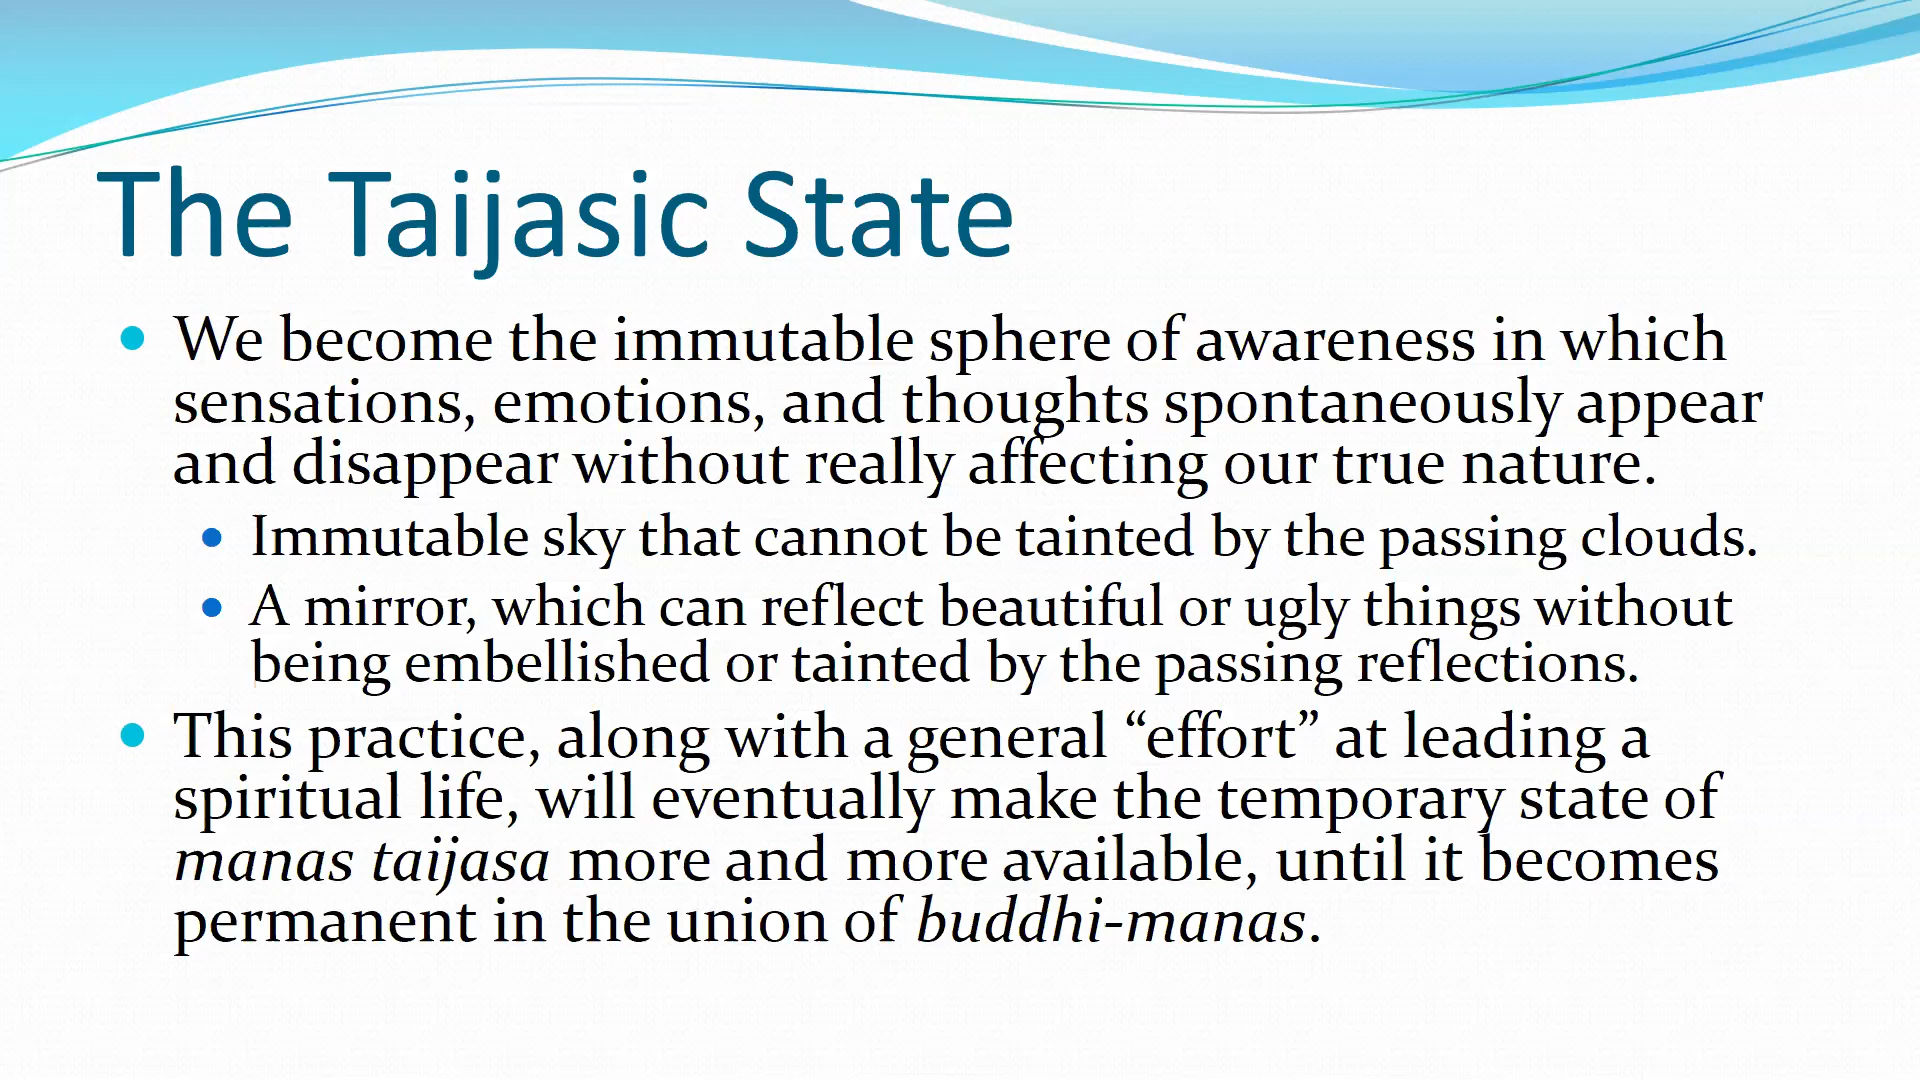 The Taijasic State
• We become the immutable sphere of awareness in which
sensations, emotions, and thoughts spontaneously appear
and disappear without really affecting our true nature.
• Immutable sky that cannot be tainted by the passing clouds.
• A mirror, which can reflect beautiful or ugly things without
being embellished or tainted by the passing reflections.
• This practice, along with a general “effort” at leading a
spiritual life, will eventually make the temporary state of
manas taijasa more and more available, until it becomes
permanent in the union of buddhi-manas.